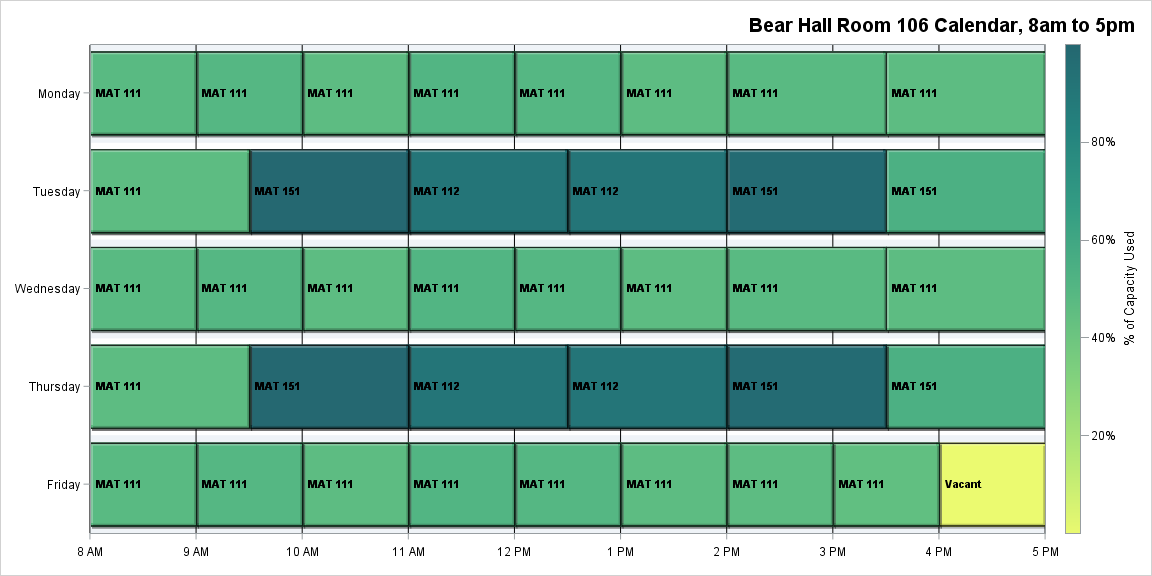 Bear Hall Room 106 Calendar, 8am to 5pm
Monday MAT 111 MAT 111 MAT 111 MAT 111 MAT 111 MAT 111 MAT 111 MAT 111
80%
Tuesday MAT 111 MAT 151 MAT 112 MAT 112 MAT 151 MAT 151
60%
% of Capacity Used
Wednesday MAT 111 MAT 111 MAT 111 MAT 111 MAT 111 MAT 111 MAT 111 MAT 111
40%
Thursday MAT 111 MAT 151 MAT 112 MAT 112 MAT 151 MAT 151
20%
Friday MAT 111 MAT 111 MAT 111 MAT 111 MAT 111 MAT 111 MAT 111 MAT 111 Vacant
8 AM 9 AM 10 AM 11 AM 12 PM 1 PM 2 PM 3 PM 4 PM 5 PM